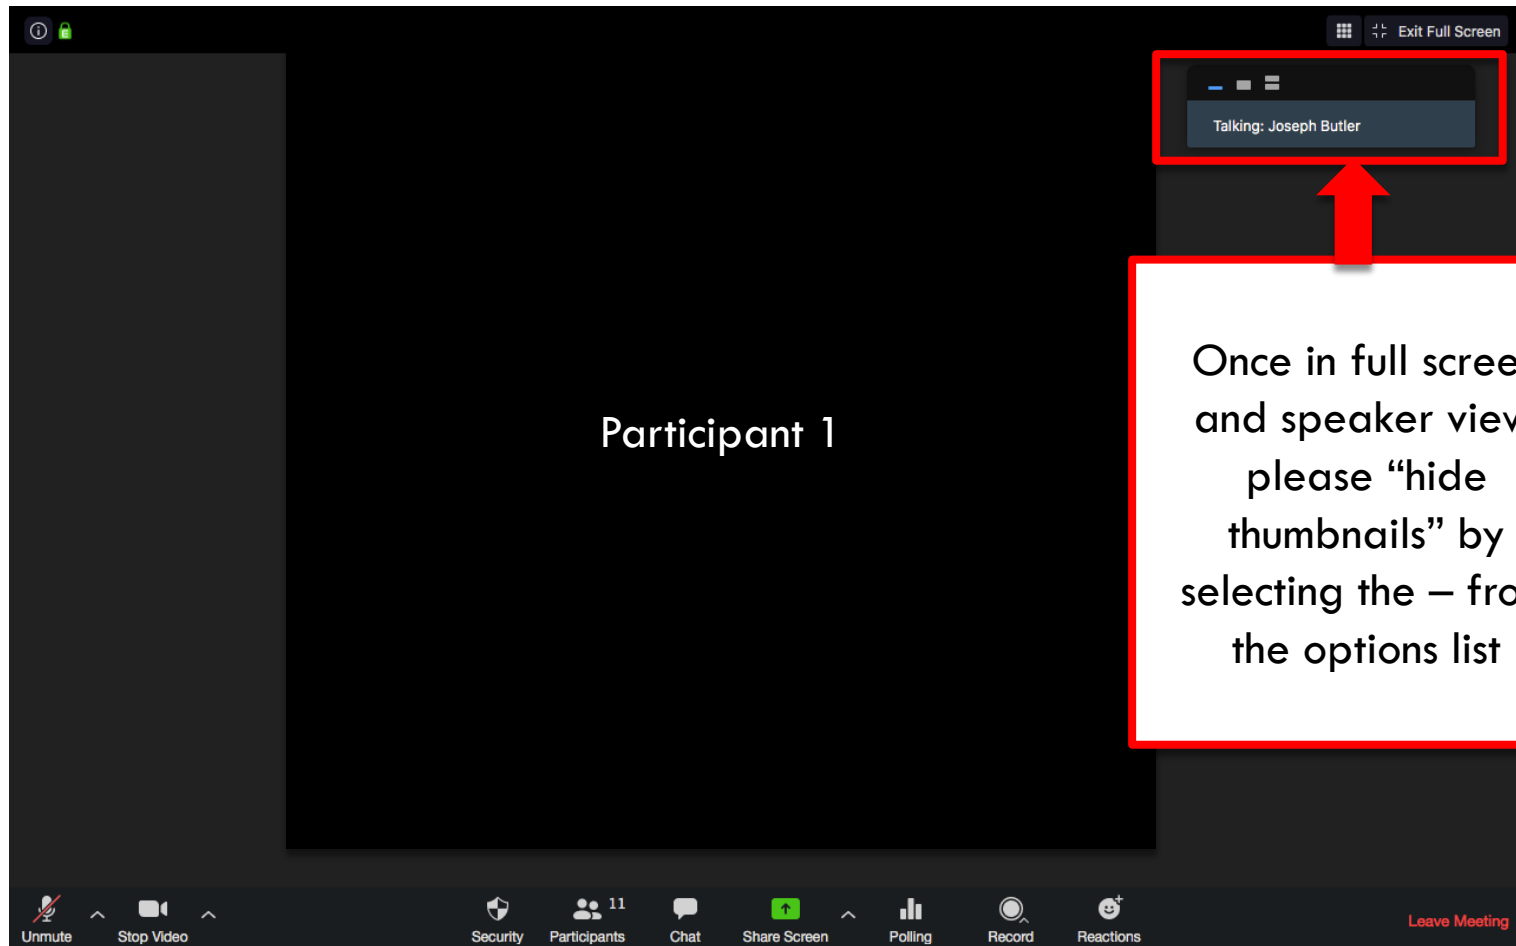 Exit Full Screen
Talking: Joseph Butler
Once in full scree
and speaker view
please “hide
thumbnails” by
selecting the – fro
the options list
Participant 1
Unmute
Stop Video
Security
11
Participants
Chat
Share Screen
Polling
Record
Reactions
Leave Meeting